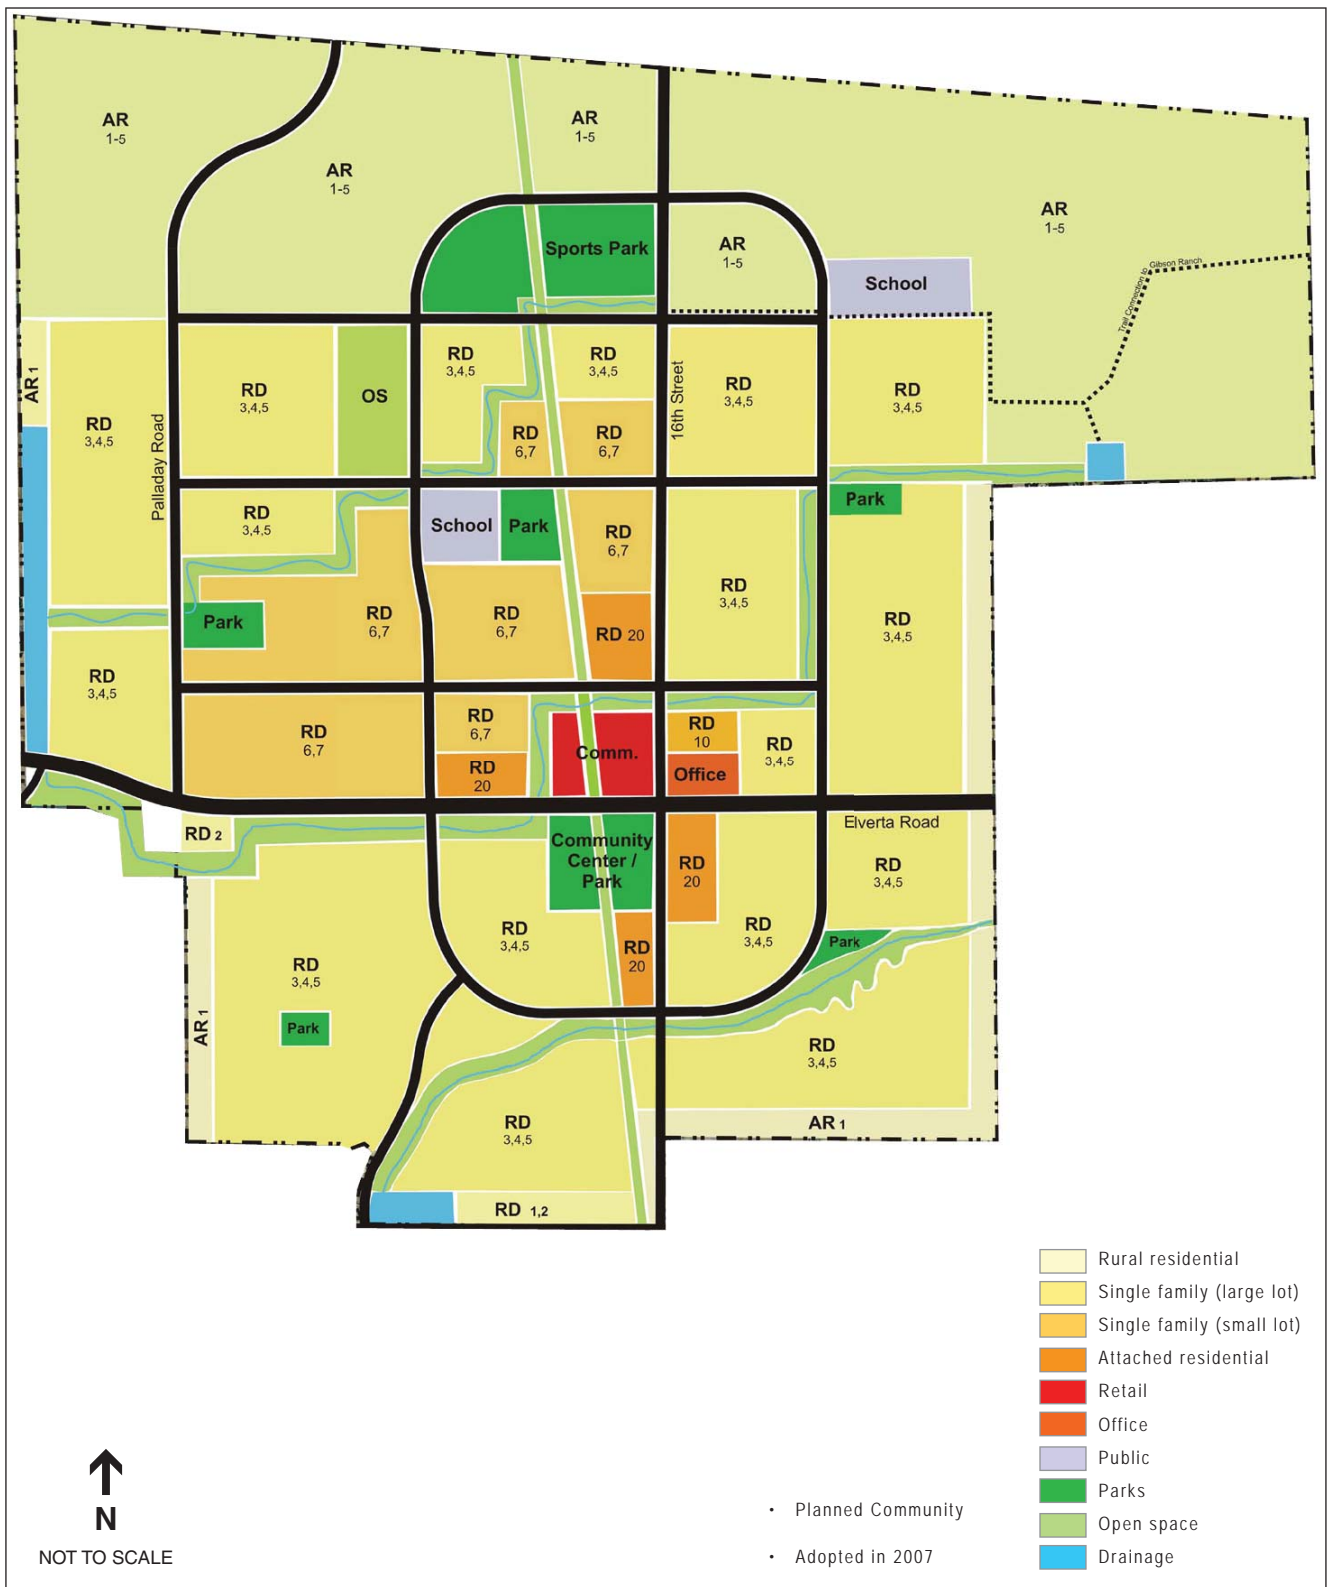 AR
1-5
AR
1-5
AR
1-5
AR
1-5
Sports Park
AR
1-5
School
Trail Connection to Gibson Ranch
AR 1
RD
3,4,5
Palladay Road
RD
3,4,5
OS
RD
3,4,5
RD
3,4,5
RD
6,7
RD
6,7
16th Street
RD
3,4,5
RD
3,4,5
RD
3,4,5
School
Park
RD
6,7
Park
RD
3,4,5
RD
3,4,5
Park
RD
6,7
RD
6,7
RD 20
RD
3,4,5
RD
6,7
RD
6,7
RD
20
Comm.
RD
10
Office
RD
3,4,5
Elverta Road
RD 2
Community
Center /
Park
RD
20
RD
3,4,5
RD
3,4,5
RD
3,4,5
RD
20
Park
RD
3,4,5
Park
AR 1
RD
3,4,5
RD
3,4,5
AR 1
RD 1,2
Rural residential
Single family (large lot)
Single family (small lot)
Attached residential
Retail
Office
Public
Parks
Open space
Drainage
N
NOT TO SCALE
• Planned Community
• Adopted in 2007